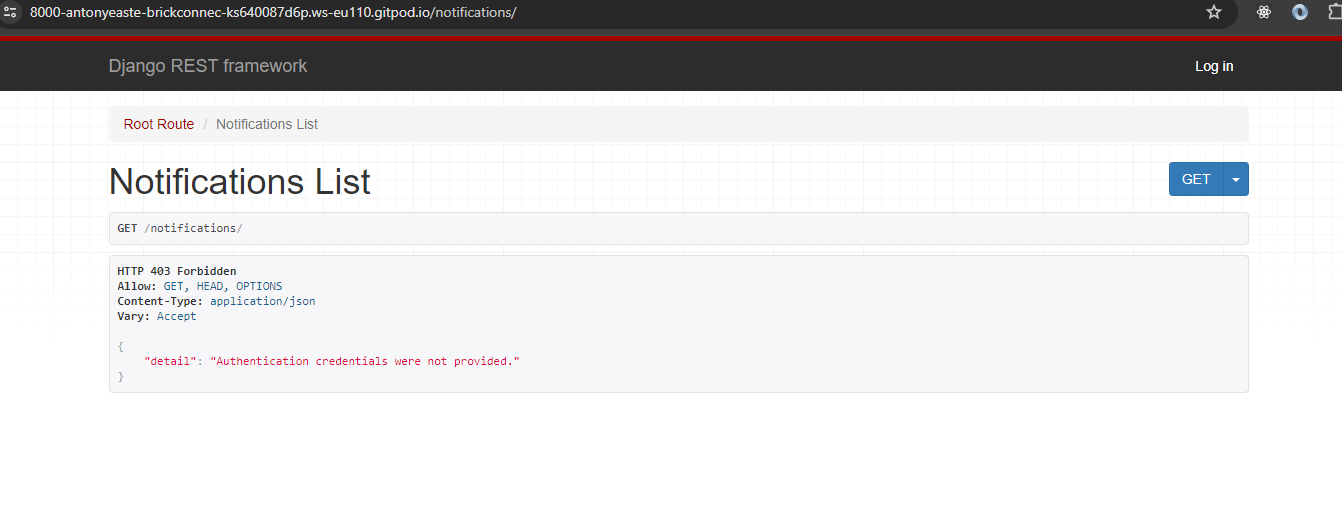 8000-antonyeaste-brickconnec-ks640087d6p.ws-eu110.gitpod.io/notifications/
Django REST framework
Log in
Root Route / Notifications List
Notifications List
GET
GET /notifications/
HTTP 403 Forbidden
Allow: GET, HEAD, OPTIONS
Content-Type: application/json
Vary: Accept
{
    "detail": "Authentication credentials were not provided."
}